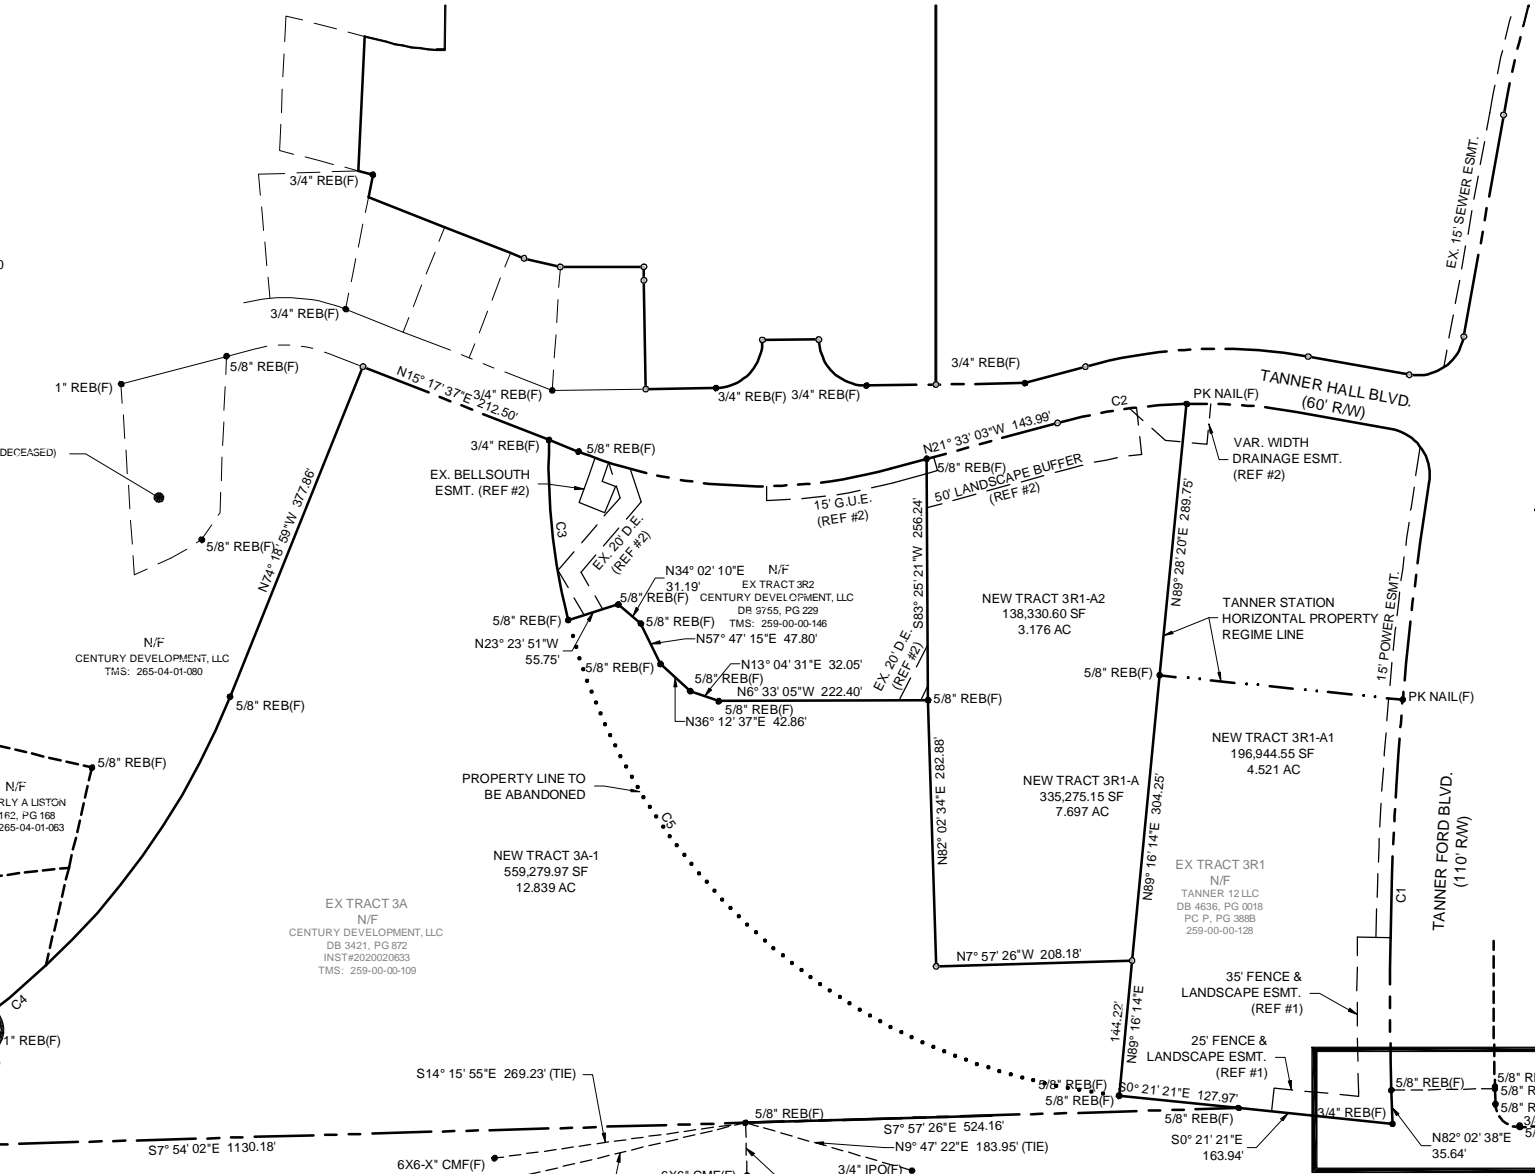 3/4" REB(F)
EX. 15' SEWER ESMT.
3/4" REB(F)
5/8" REB(F)
1" REB(F)
N15° 17' 37"E 212.50'
3/4" REB(F)
3/4" REB(F)
3/4" REB(F)
3/4" REB(F)
TANNER HALL BLVD.
(60' R/W)
C2
PK NAIL(F)
N21° 33' 03"W 143.99'
3/4" REB(F)
5/8" REB(F)
5/8" REB(F)
DECEASED)
EX. BELLSOUTH
ESMT. (REF #2)
VAR. WIDTH
DRAINAGE ESMT.
(REF #2)
50' LANDSCAPE BUFFER
(REF #2)
15' G.U.E.
(REF #2)
N74° 18' 59"W 377.86'
5/8" REB(F)
C3
EX. 20' D.E.
(REF #2)
S83° 25' 21"W 256.24'
N89° 28' 20"E 289.75'
N34° 02' 10"E
31.19'
N/F
EX TRACT 3R2
CENTURY DEVELOPMENT, LLC
DB 9755, PG 229
TMS: 259-00-00-146
5/8" REB(F)
5/8" REB(F)
5/8" REB(F)
N57° 47' 15"E 47.80'
N23° 23' 51"W
55.75'
5/8" REB(F)
N13° 04' 31"E 32.05'
5/8" REB(F)
N6° 33' 05"W 222.40'
5/8" REB(F)
N36° 12' 37"E 42.86'
EX. 20' D.E.
(REF #2)
5/8" REB(F)
NEW TRACT 3R1-A2
138,330.60 SF
3.176 AC
TANNER STATION
HORIZONTAL PROPERTY
REGIME LINE
15' POWER ESMT.
5/8" REB(F)
PK NAIL(F)
N/F
CENTURY DEVELOPMENT, LLC
TMS: 265-04-01-080
5/8" REB(F)
NEW TRACT 3R1-A1
196,944.55 SF
4.521 AC
5/8" REB(F)
N/F
RLY A LISTON
162, PG 168
265-04-01-063
PROPERTY LINE TO
BE ABANDONED
C5
N82° 02' 34"E 282.88'
NEW TRACT 3R1-A
335,275.15 SF
7.697 AC
N89° 16' 14"E 304.25'
NEW TRACT 3A-1
559,279.97 SF
12.839 AC
EX TRACT 3R1
N/F
TANNER 12 LLC
DB 4636, PG 0018
PC P, PG 388B
259-00-00-128
C1
TANNER FORD BLVD.
(110' R/W)
EX TRACT 3A
N/F
CENTURY DEVELOPMENT, LLC
DB 3421, PG 872
INST#2020020633
TMS: 259-00-00-109
N7° 57' 26"W 208.18'
C4
1" REB(F)
35' FENCE &
LANDSCAPE ESMT.
(REF #1)
144.22'
N89° 16' 14"E
25' FENCE &
LANDSCAPE ESMT.
(REF #1)
S14° 15' 55"E 269.23' (TIE)
5/8" REB(F)
5/8" REB(F)
S0° 21' 21"E 127.97'
5/8" REB(F)
5/8" REB(F)
5/8" REB(F)
3/4" REB(F)
S7° 57' 26"E 524.16'
S7° 54' 02"E 1130.18'
N9° 47' 22"E 183.95' (TIE)
S0° 21' 21"E
163.94'
N82° 02' 38"E
35.64'
6X6-X" CMF(F)
3/4" IPO(F)